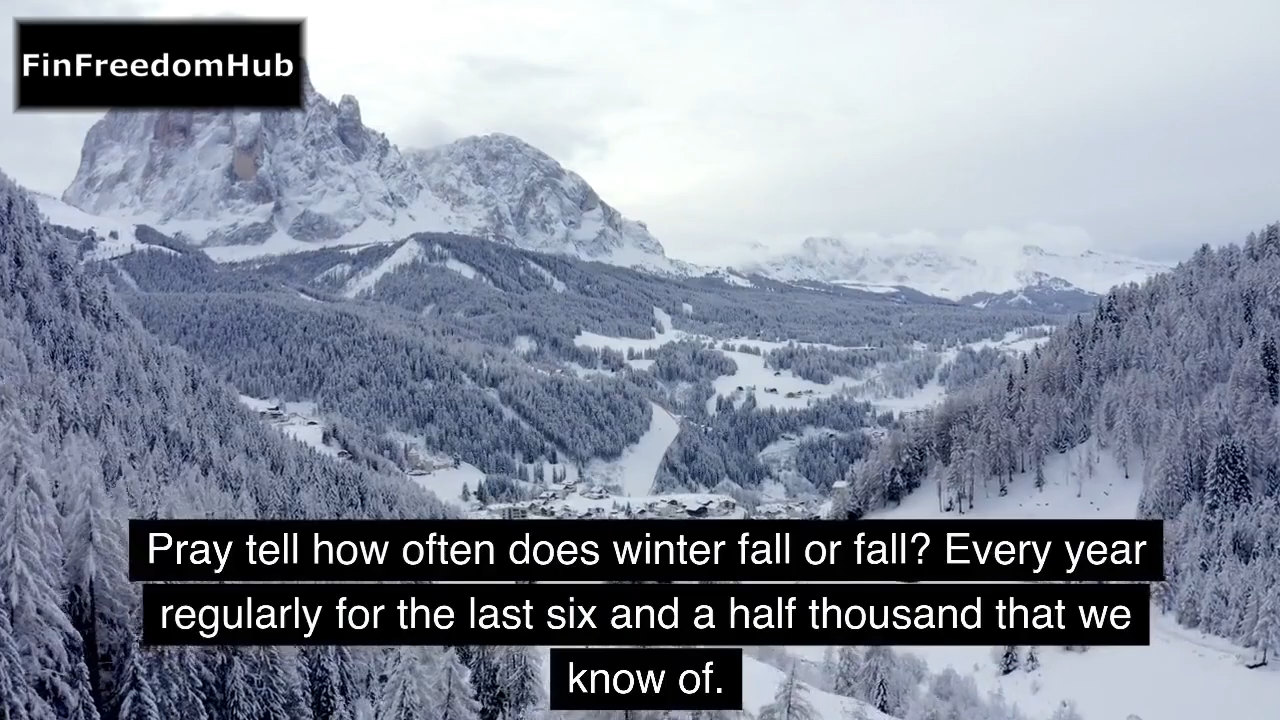 FinFreedomHub
Pray tell how often does winter fall or fall? Every year
regularly for the last six and a half thousand that we
know of.